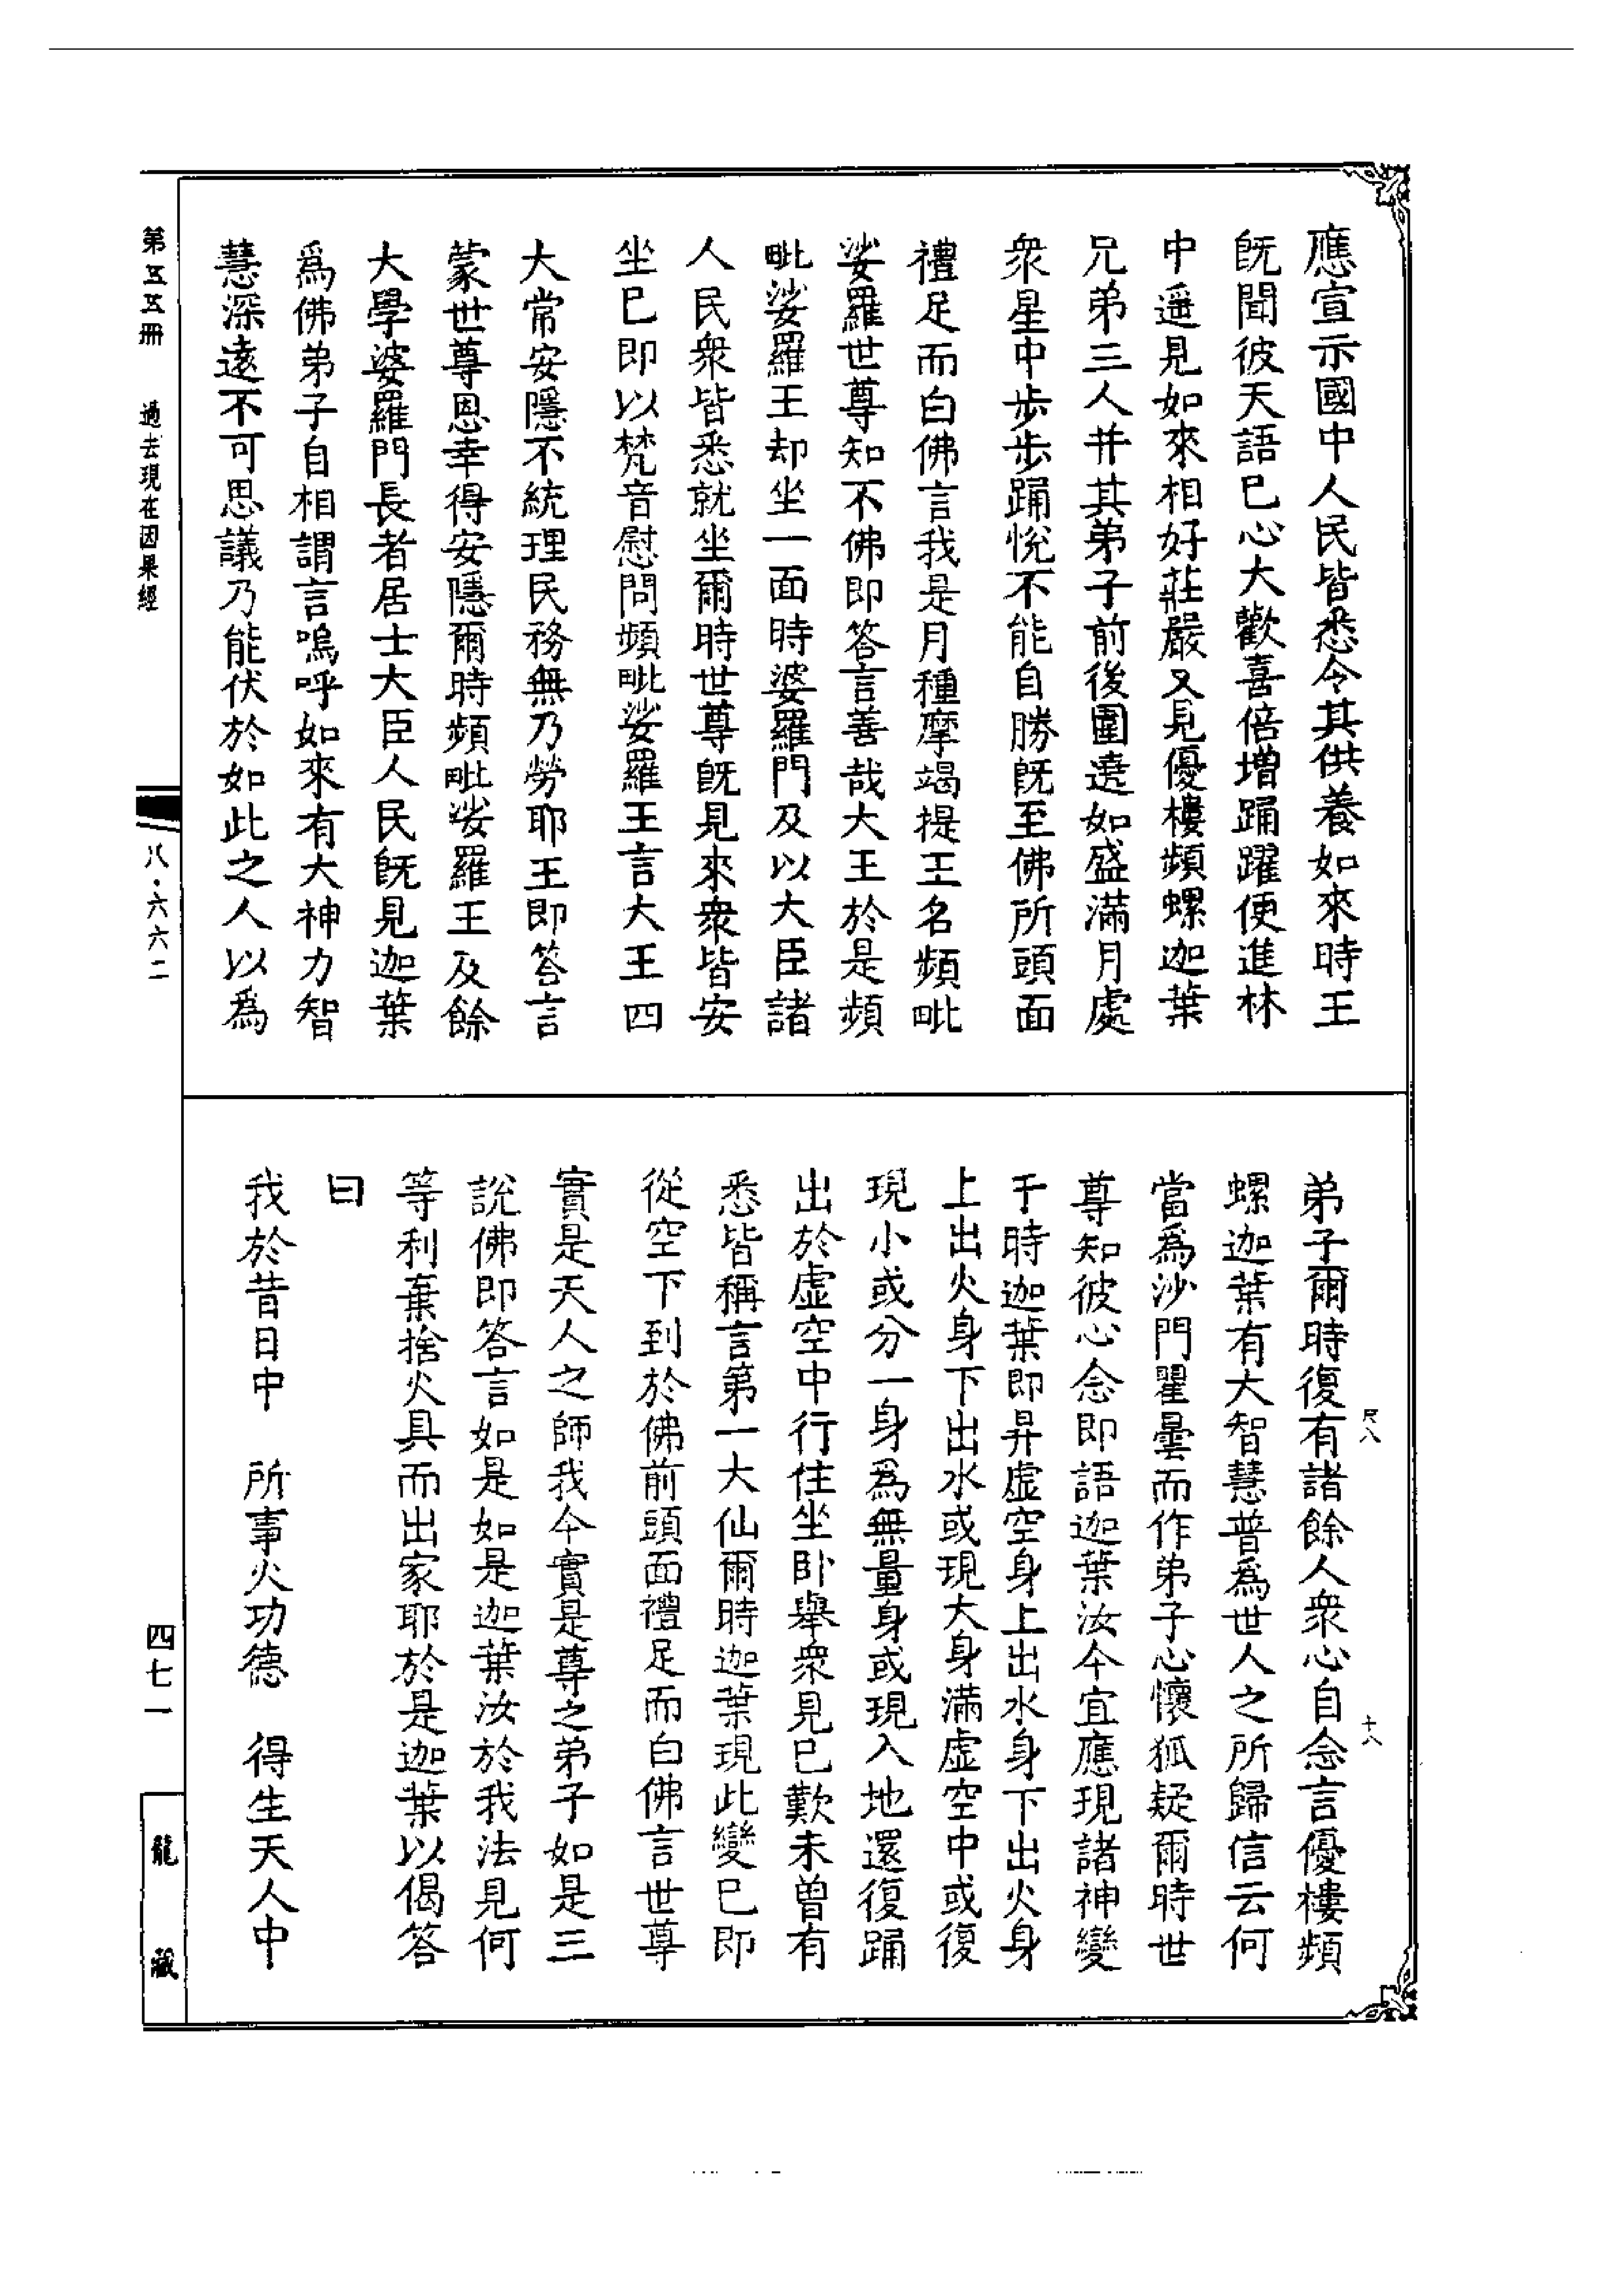 應宣示國中人民皆悉令其供養如來時王
旣聞彼天語已心大歡喜倍增踊躍便進林
中遥見如來相好莊嚴又見優樓頻螺迦葉
兄弟三人并其弟子前後圍遶如盛滿月處
衆星中步步踊悅不能自勝旣至佛所頭面
禮足而白佛言我是月種摩竭提王名頻毗
娑羅世尊知不佛即答言善哉大王於是頻
毗娑羅王却坐一面時婆羅門及以大臣諸
人民衆皆悉就坐爾時世尊旣見來衆皆安
坐已即以梵音慰問頻毗娑羅王言大王四
大常安隱不統理民務無乃勞耶王即答言
蒙世尊恩幸得安隱爾時頻毗娑羅王及餘
大學婆羅門長者居士大臣人民旣見迦葉
爲佛弟子自相謂言嗚呼如來有大神力智
慧深遠不可思議乃能伏於如此之人以爲
弟子爾時復有諸餘人衆心自念言優樓頻
螺迦葉有大智慧普爲世人之所歸信云何
當爲沙門瞿曇而作弟子心懷狐疑爾時世
尊知彼心念即語迦葉汝今宜應現諸神變
于時迦葉即昇虛空身上出水身下出火身
上出火身下出水或現大身滿虛空中或復
現小或分一身爲無量身或現入地還復踊
出於虛空中行住坐卧舉衆見已歎未曾有
悉皆稱言第一大仙爾時迦葉現此變已即
從空下到於佛前頭面禮足而白佛言世尊
實是天人之師我今實是尊之弟子如是三
說佛即答言如是如是迦葉汝於我法見何
等利棄捨火具而出家耶於是迦葉以偈答
曰
我於昔日中　所事火功德　得生天人中
尺八
十八
第五五冊　過去現在因果經
八・六六二
四七一
龍藏